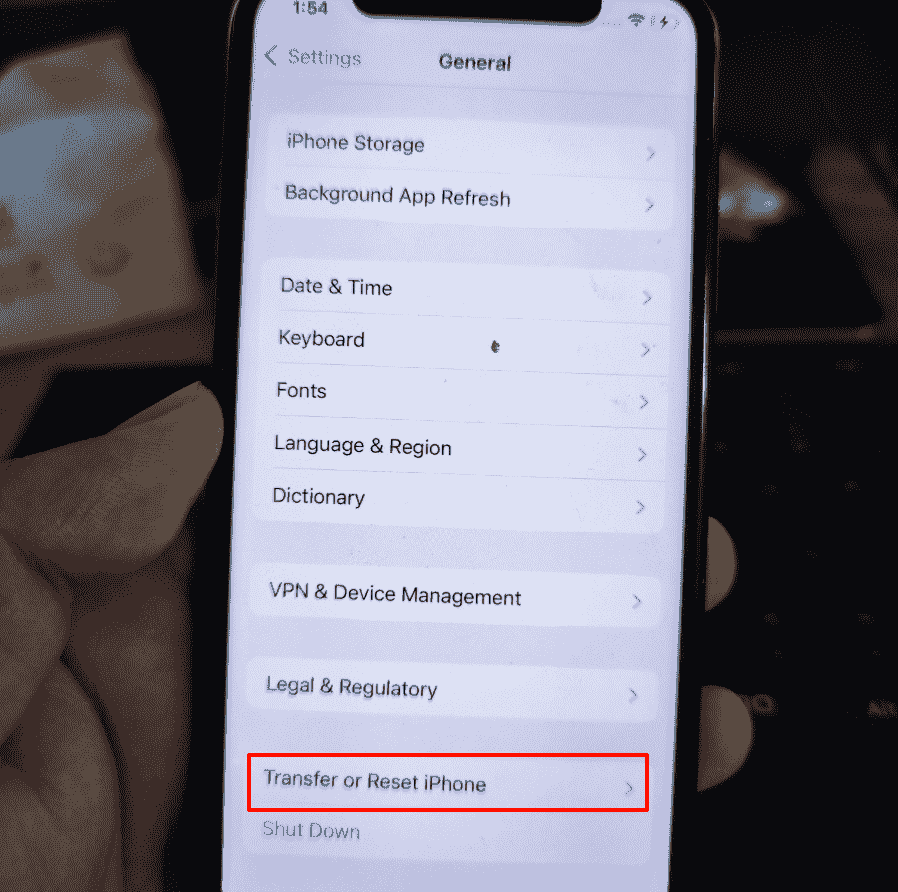 1:54
Settings
General
iPhone Storage
Background App Refresh
Date & Time
Keyboard
Fonts
Language & Region
Dictionary
VPN & Device Management
Legal & Regulatory
Transfer or Reset iPhone
Shut Down